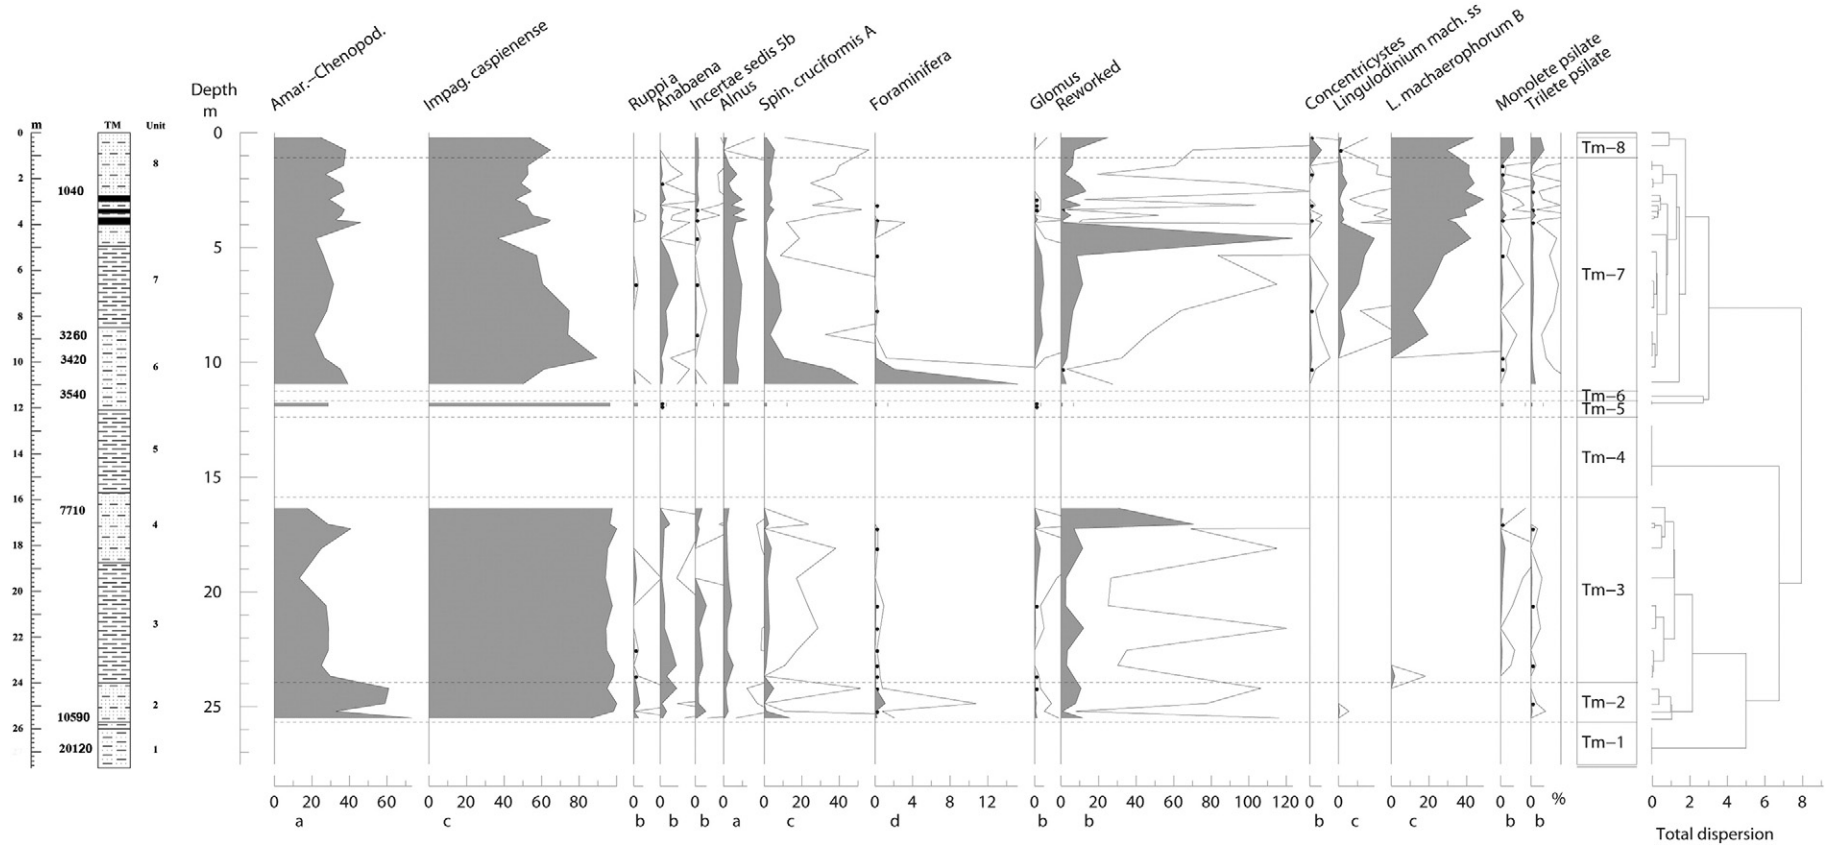 Amar.–Chenopod.
Impag. caspienense
Ruppia
Anabaena
Incertae sedis 5b
Alnus
Spin. cruciformis A
Foraminifera
Glomus
Reworked
Concentricystes
Lingulodinium mach. ss
L. machaerophorum B
Monolete psilate
Trilete psilate
Depth
m
m TM Unit
0 2 4 6 8 10 12 14 16 18 20 22 24 26
1040
3260
3420
3540
7710
10590
20120
8
7
6
5
4
3
2
1
0 5 10 15 20 25
Tm–8
Tm–7
Tm–6
Tm–5
Tm–4
Tm–3
Tm–2
Tm–1
0 20 40 60 0 20 40 60 80 0 0 0 0 0 20 40 0 4 8 12 0 0 20 40 60 80 100 120 0 0 0 20 40 0 0 % 0 2 4 6 8
a c b b b a c d b b b c c b b
Total dispersion